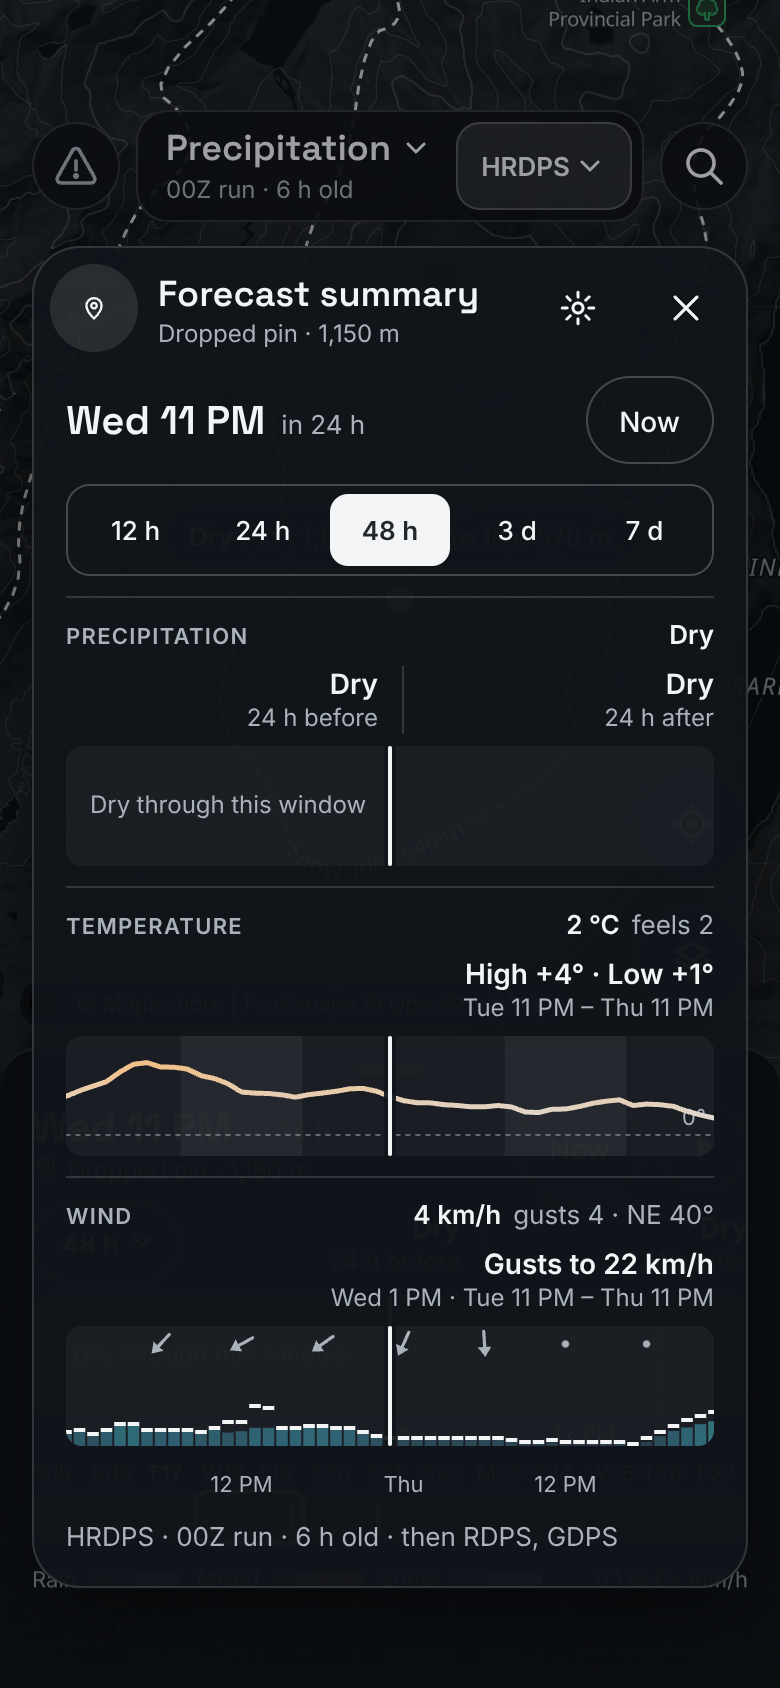 Provincial Park
Precipitation
00Z run · 6 h old
HRDPS
Forecast summary
Dropped pin · 1,150 m
Wed 11 PM in 24 h
Now
12 h 24 h 48 h 3 d 7 d
PRECIPITATION
Dry
Dry
24 h before
Dry
24 h after
Dry through this window
TEMPERATURE
2 °C feels 2
High +4° · Low +1°
Tue 11 PM – Thu 11 PM
0°
WIND
4 km/h gusts 4 · NE 40°
Gusts to 22 km/h
Wed 1 PM · Tue 11 PM – Thu 11 PM
12 PM Thu 12 PM
HRDPS · 00Z run · 6 h old · then RDPS, GDPS